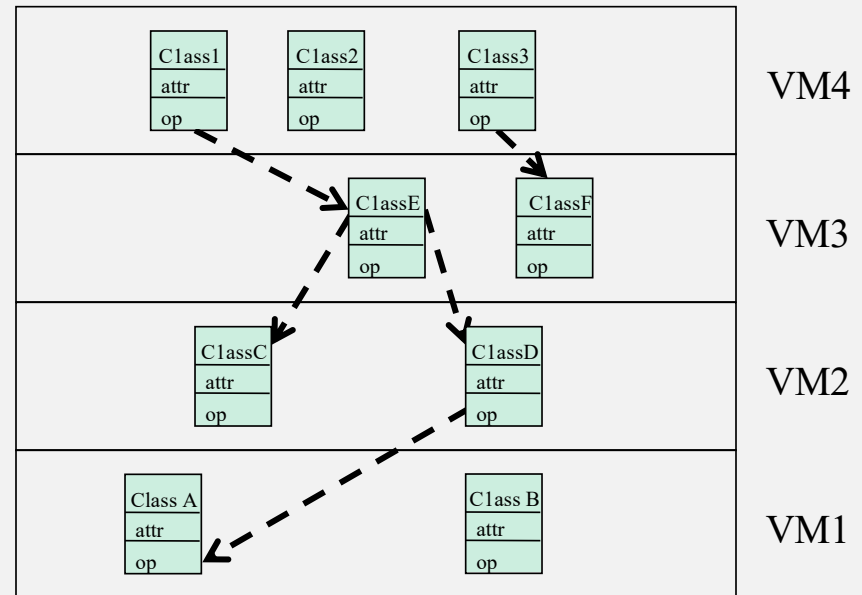 Class1
attr
op
Class2
attr
op
Class3
attr
op
VM4
ClassE
attr
op
ClassF
attr
op
VM3
ClassC
attr
op
ClassD
attr
op
VM2
Class A
attr
op
Class B
attr
op
VM1